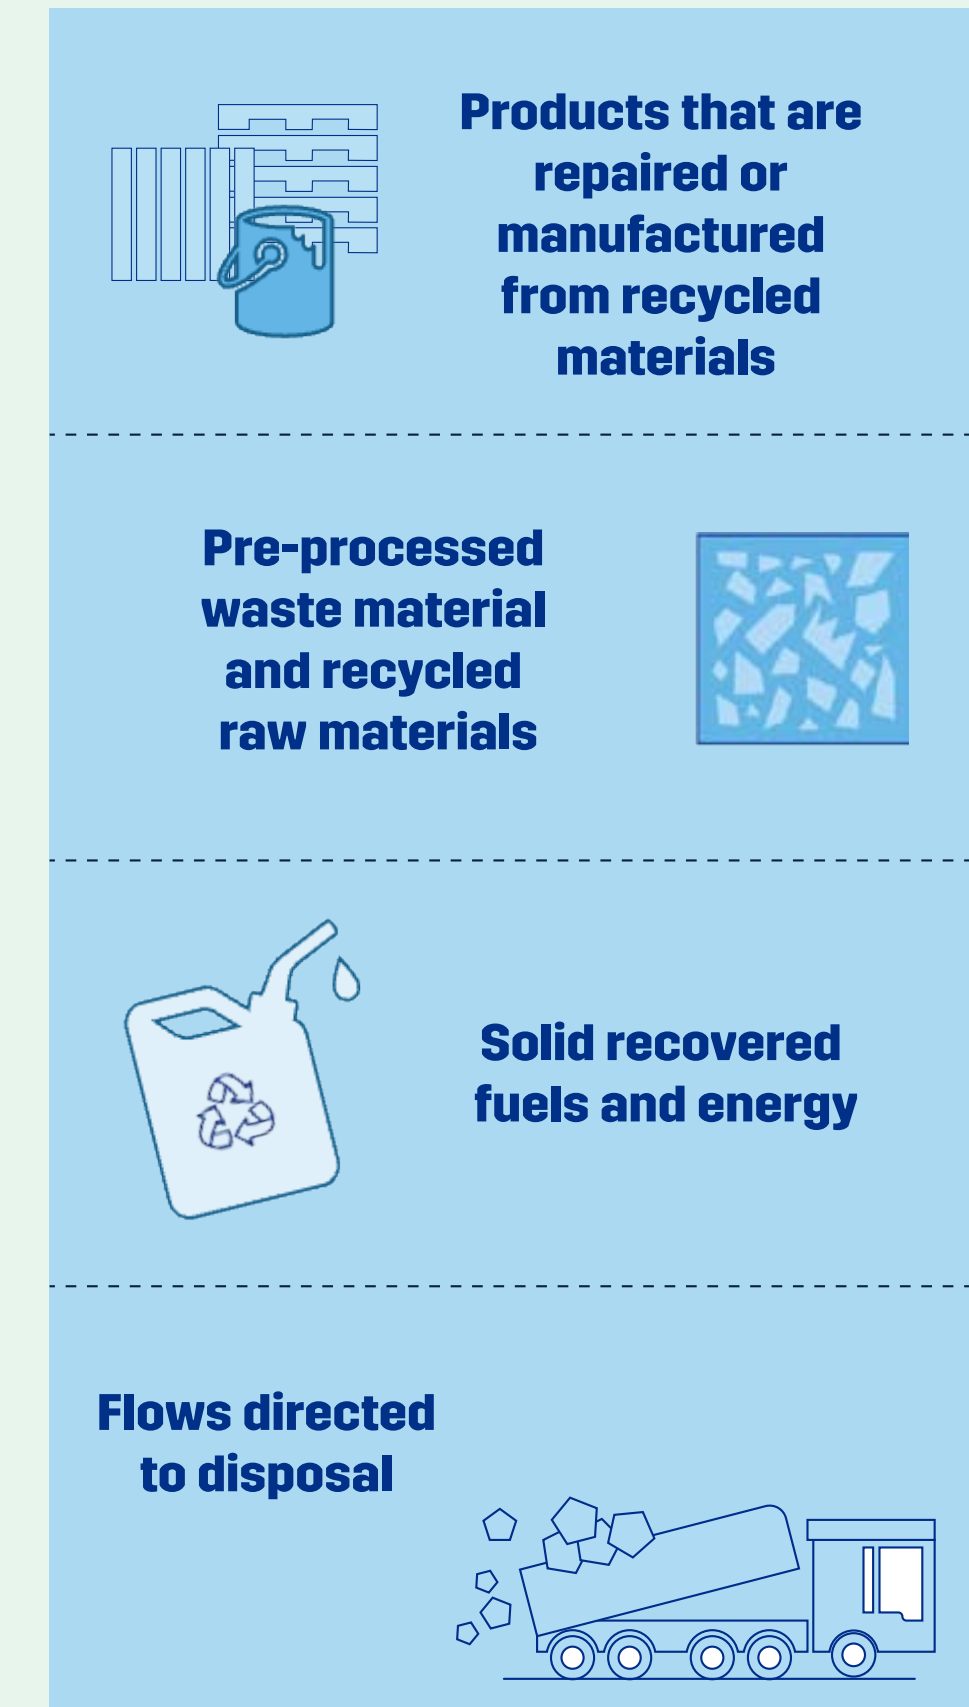 Products that are
repaired or
manufactured
from recycled
materials
Pre-processed
waste material
and recycled
raw materials
Solid recovered
fuels and energy
Flows directed
to disposal